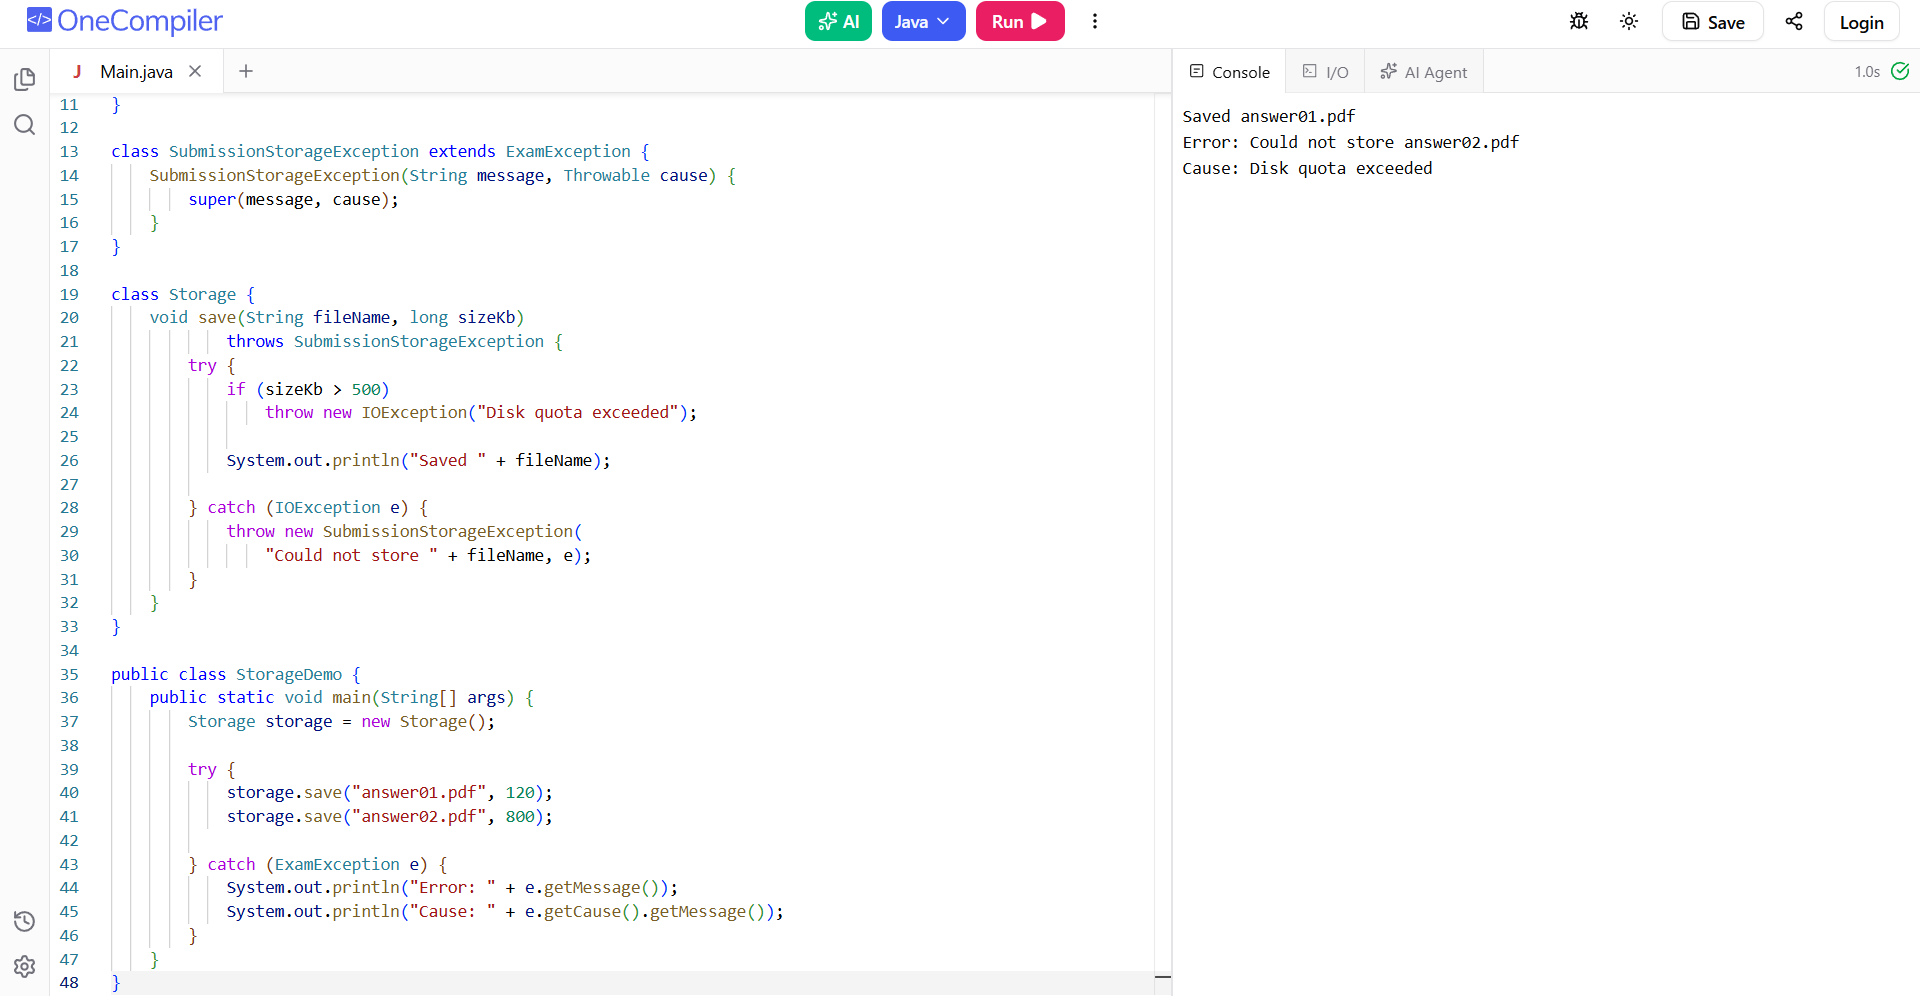 </> OneCompiler
AI
Java
Run
Save
Login
J Main.java
Console
I/O
AI Agent
1.0s
11 }
12
13 class SubmissionStorageException extends ExamException {
14     SubmissionStorageException(String message, Throwable cause) {
15         super(message, cause);
16     }
17 }
18
19 class Storage {
20     void save(String fileName, long sizeKb)
21             throws SubmissionStorageException {
22         try {
23             if (sizeKb > 500)
24                 throw new IOException("Disk quota exceeded");
25
26             System.out.println("Saved " + fileName);
27
28         } catch (IOException e) {
29             throw new SubmissionStorageException(
30                 "Could not store " + fileName, e);
31         }
32     }
33 }
34
35 public class StorageDemo {
36     public static void main(String[] args) {
37         Storage storage = new Storage();
38
39         try {
40             storage.save("answer01.pdf", 120);
41             storage.save("answer02.pdf", 800);
42
43         } catch (ExamException e) {
44             System.out.println("Error: " + e.getMessage());
45             System.out.println("Cause: " + e.getCause().getMessage());
46         }
47     }
48 }
Saved answer01.pdf
Error: Could not store answer02.pdf
Cause: Disk quota exceeded